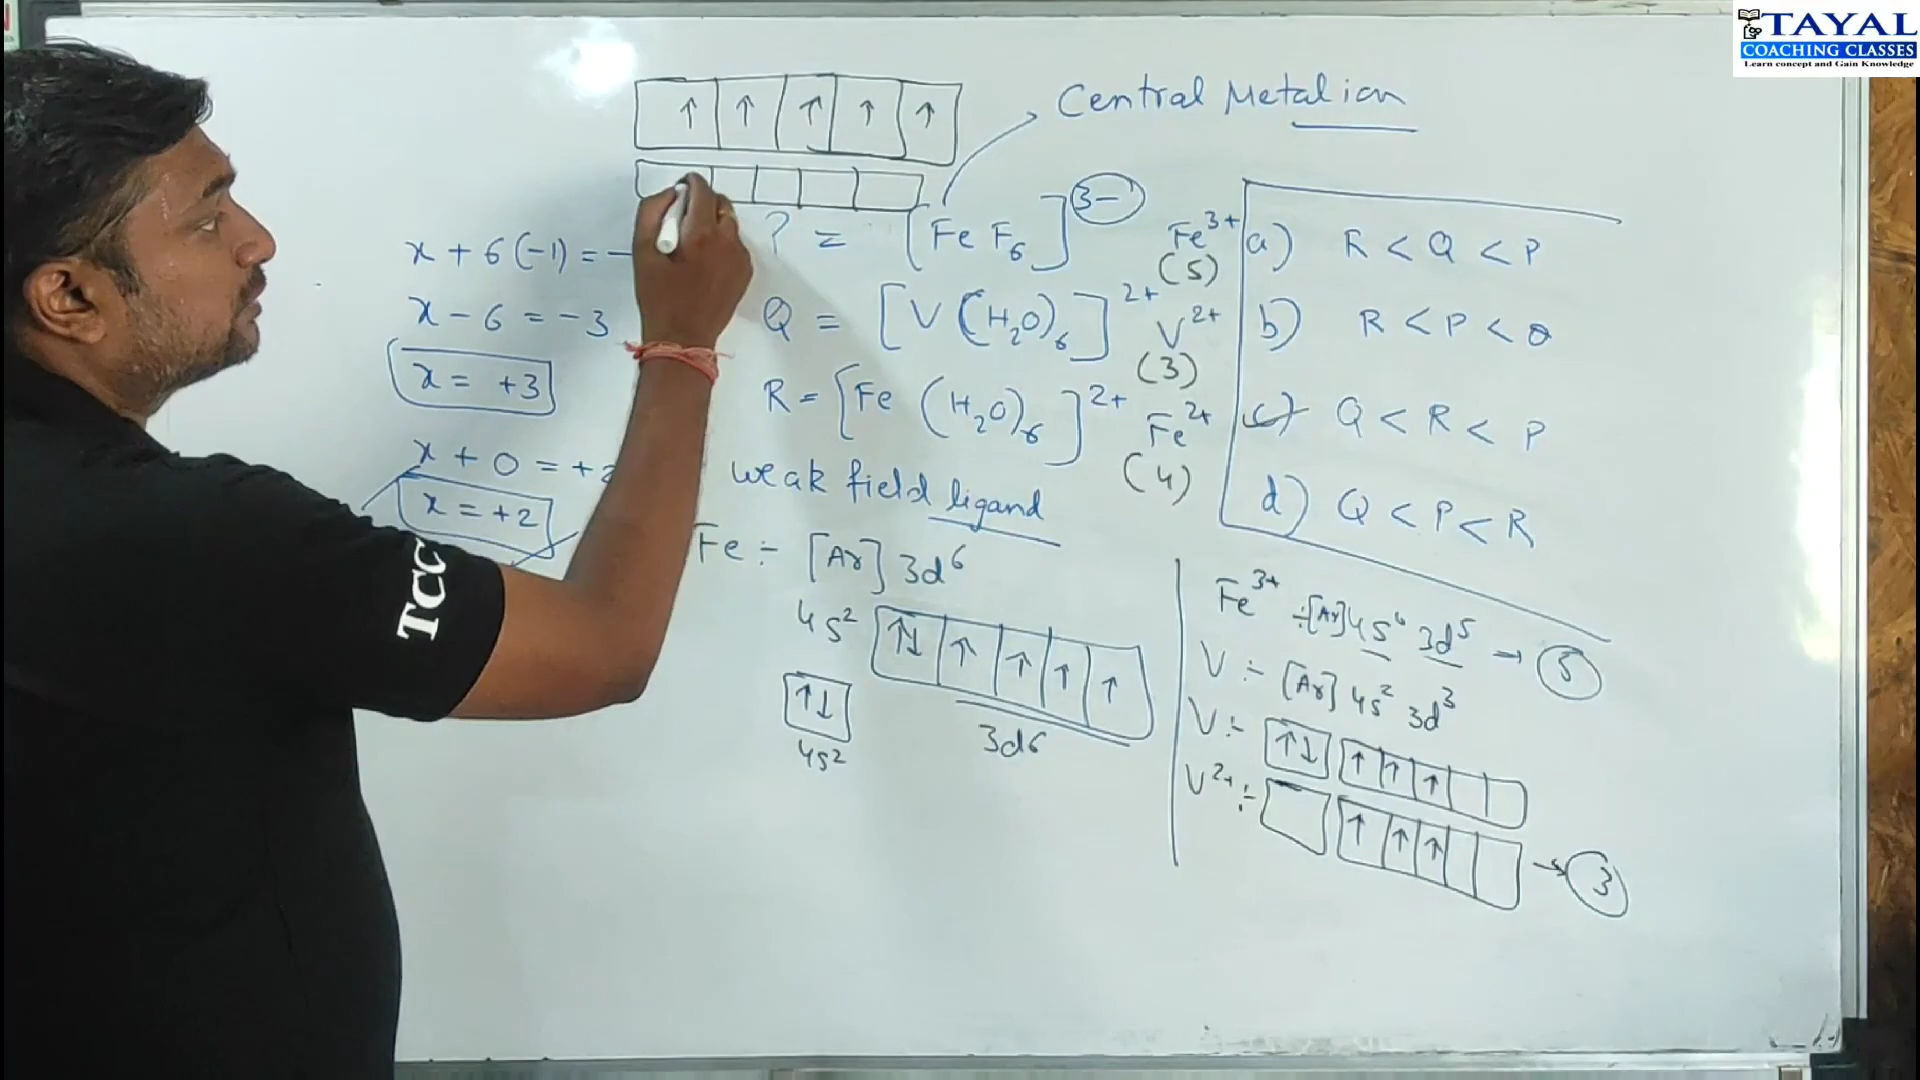 TAYAL
COACHING CLASSES
Learn concept and Gain Knowledge
↑ ↑ ↑ ↑ ↑
Central Metal ion
x + 6(-1) = -
x - 6 = -3
x = +3
x + 0 = +2
x = +2
TCC
= [FeF₆]³⁻ Fe³⁺ (5)
Q = [V(H₂O)₆]²⁺ V²⁺ (3)
R = [Fe(H₂O)₆]²⁺ Fe²⁺ (4)
weak field ligand
a) R < Q < P
b) R < P < Q
c) Q < R < P
d) Q < P < R
Fe ÷ [Ar] 3d⁶
4s² ↑↓ ↑ ↑ ↑ ↑
↑↓ 3d6
4s²
Fe³⁺ ÷ [Ar] 4s⁰ 3d⁵ → 5
V ÷ [Ar] 4s² 3d³
V ÷ ↑↓ ↑ ↑ ↑
V²⁺ ÷ ↑ ↑ ↑ → 3